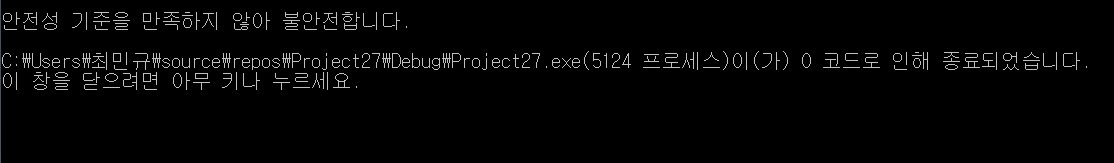 안전성 기준을 만족하지 않아 불안전합니다.
C:₩Users₩최민규₩source₩repos₩Project27₩Debug₩Project27.exe(5124 프로세스)이(가) 0 코드로 인해 종료되었습니다.
이 창을 닫으려면 아무 키나 누르세요.